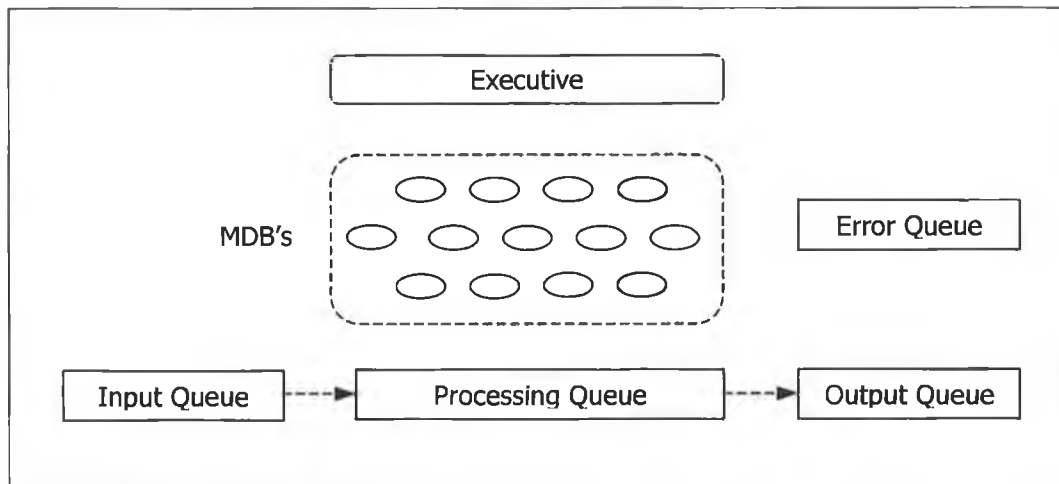 Executive
MDB's
Error Queue
Input Queue
Processing Queue
Output Queue